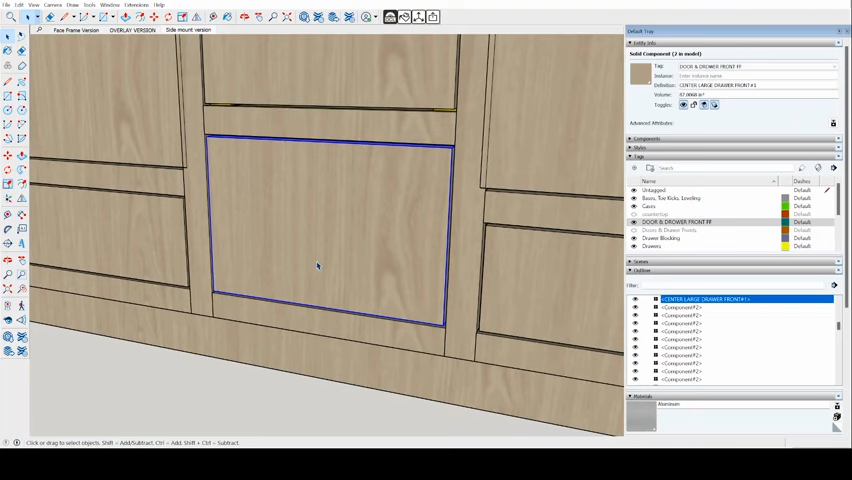 File Edit View Camera Draw Tools Window Extensions Help
Face Frame Version OVERLAY VERSION Side mount version
Default Tray
Entity Info
Solid Component (2 in model)
Tag: DOOR & DROWER FRONT FF
Instance: Enter instance name
Definition: CENTER LARGE DRAWER FRONT#1
Volume: 87.0068 in³
Toggles:
Advanced Attributes:
Components
Styles
Tags
Search
Name Dashes
Untagged Default
Bases, Toe Kicks, Leveling Default
Cases Default
countertop Default
DOOR & DROWER FRONT FF Default
Doors & Drawer Fronts Default
Drawer Blocking Default
Drawers Default
Scenes
Outliner
Filter:
<CENTER LARGE DRAWER FRONT#1>
<Component#2>
<Component#2>
<Component#2>
<Component#2>
<Component#2>
<Component#2>
<Component#2>
<Component#2>
<Component#2>
<Component#2>
Materials
Aluminum
Click or drag to select objects. Shift = Add/Subtract. Ctrl = Add. Shift + Ctrl = Subtract.